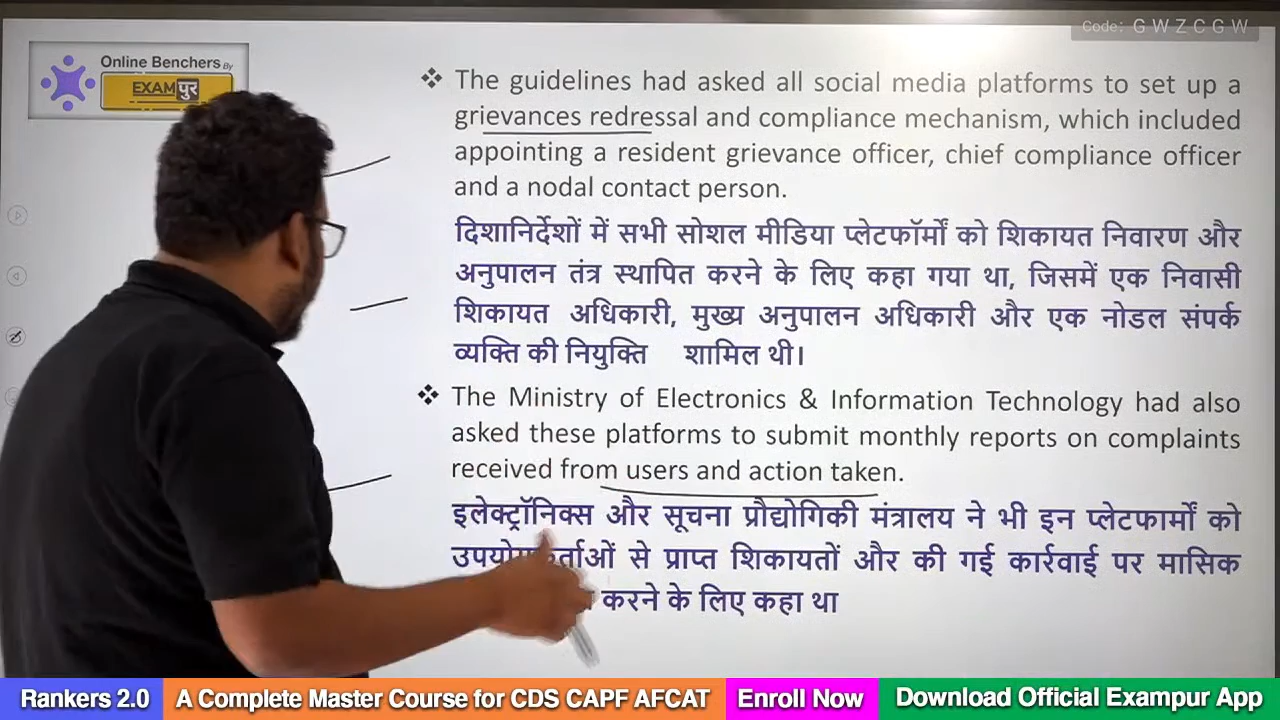 Code: G W Z C G W
Online Benchers By
EXAMपुर
❖ The guidelines had asked all social media platforms to set up a
grievances redressal and compliance mechanism, which included
appointing a resident grievance officer, chief compliance officer
and a nodal contact person.
दिशानिर्देशों में सभी सोशल मीडिया प्लेटफॉर्मों को शिकायत निवारण और
अनुपालन तंत्र स्थापित करने के लिए कहा गया था, जिसमें एक निवासी
शिकायत अधिकारी, मुख्य अनुपालन अधिकारी और एक नोडल संपर्क
व्यक्ति की नियुक्ति शामिल थी।
❖ The Ministry of Electronics & Information Technology had also
asked these platforms to submit monthly reports on complaints
received from users and action taken.
इलेक्ट्रॉनिक्स और सूचना प्रौद्योगिकी मंत्रालय ने भी इन प्लेटफार्मों को
से प्राप्त शिकायतों और की गई कार्रवाई पर मासिक
करने के लिए कहा था
Rankers 2.0 A Complete Master Course for CDS CAPF AFCAT Enroll Now Download Official Exampur App